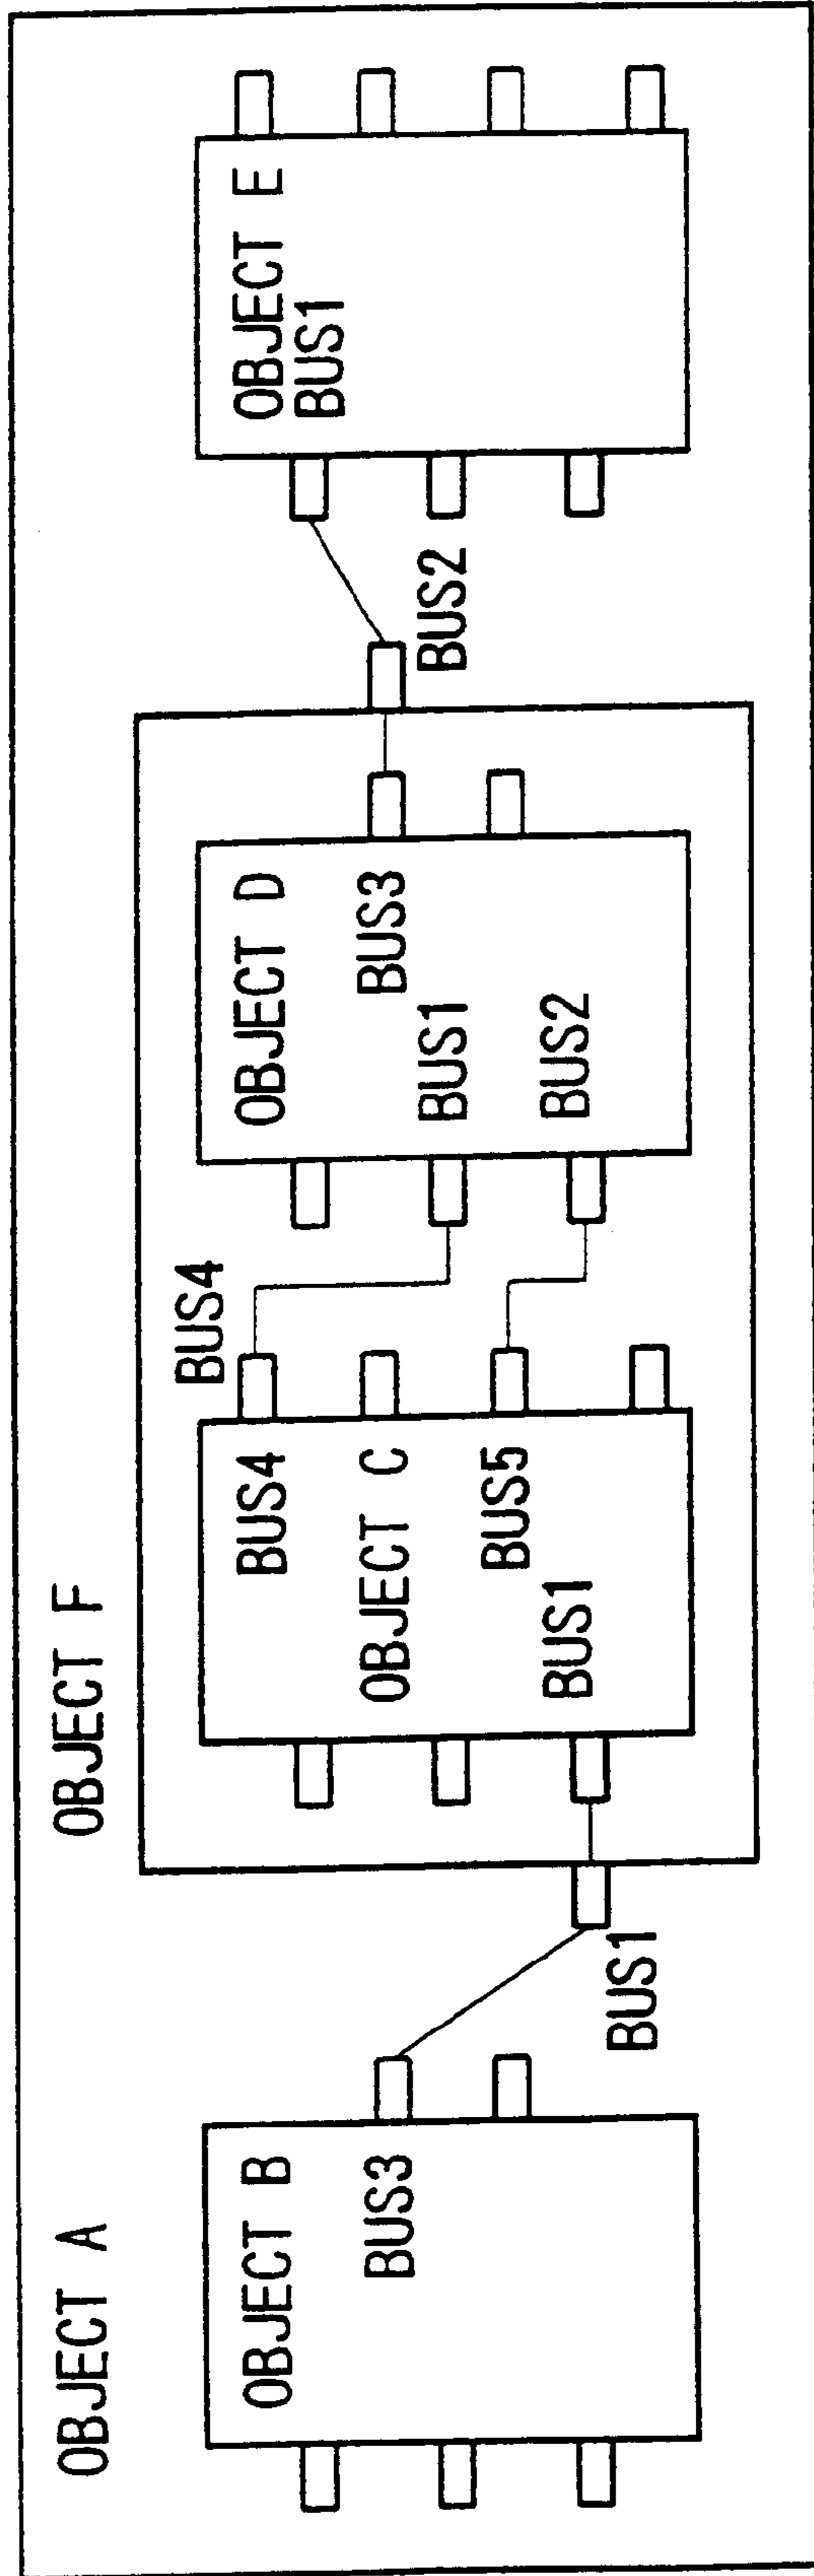 OBJECT A
OBJECT F
OBJECT B
BUS3
BUS1
BUS4
OBJECT C
BUS5
BUS1
BUS4
OBJECT D
BUS3
BUS1
BUS2
BUS2
OBJECT E
BUS1